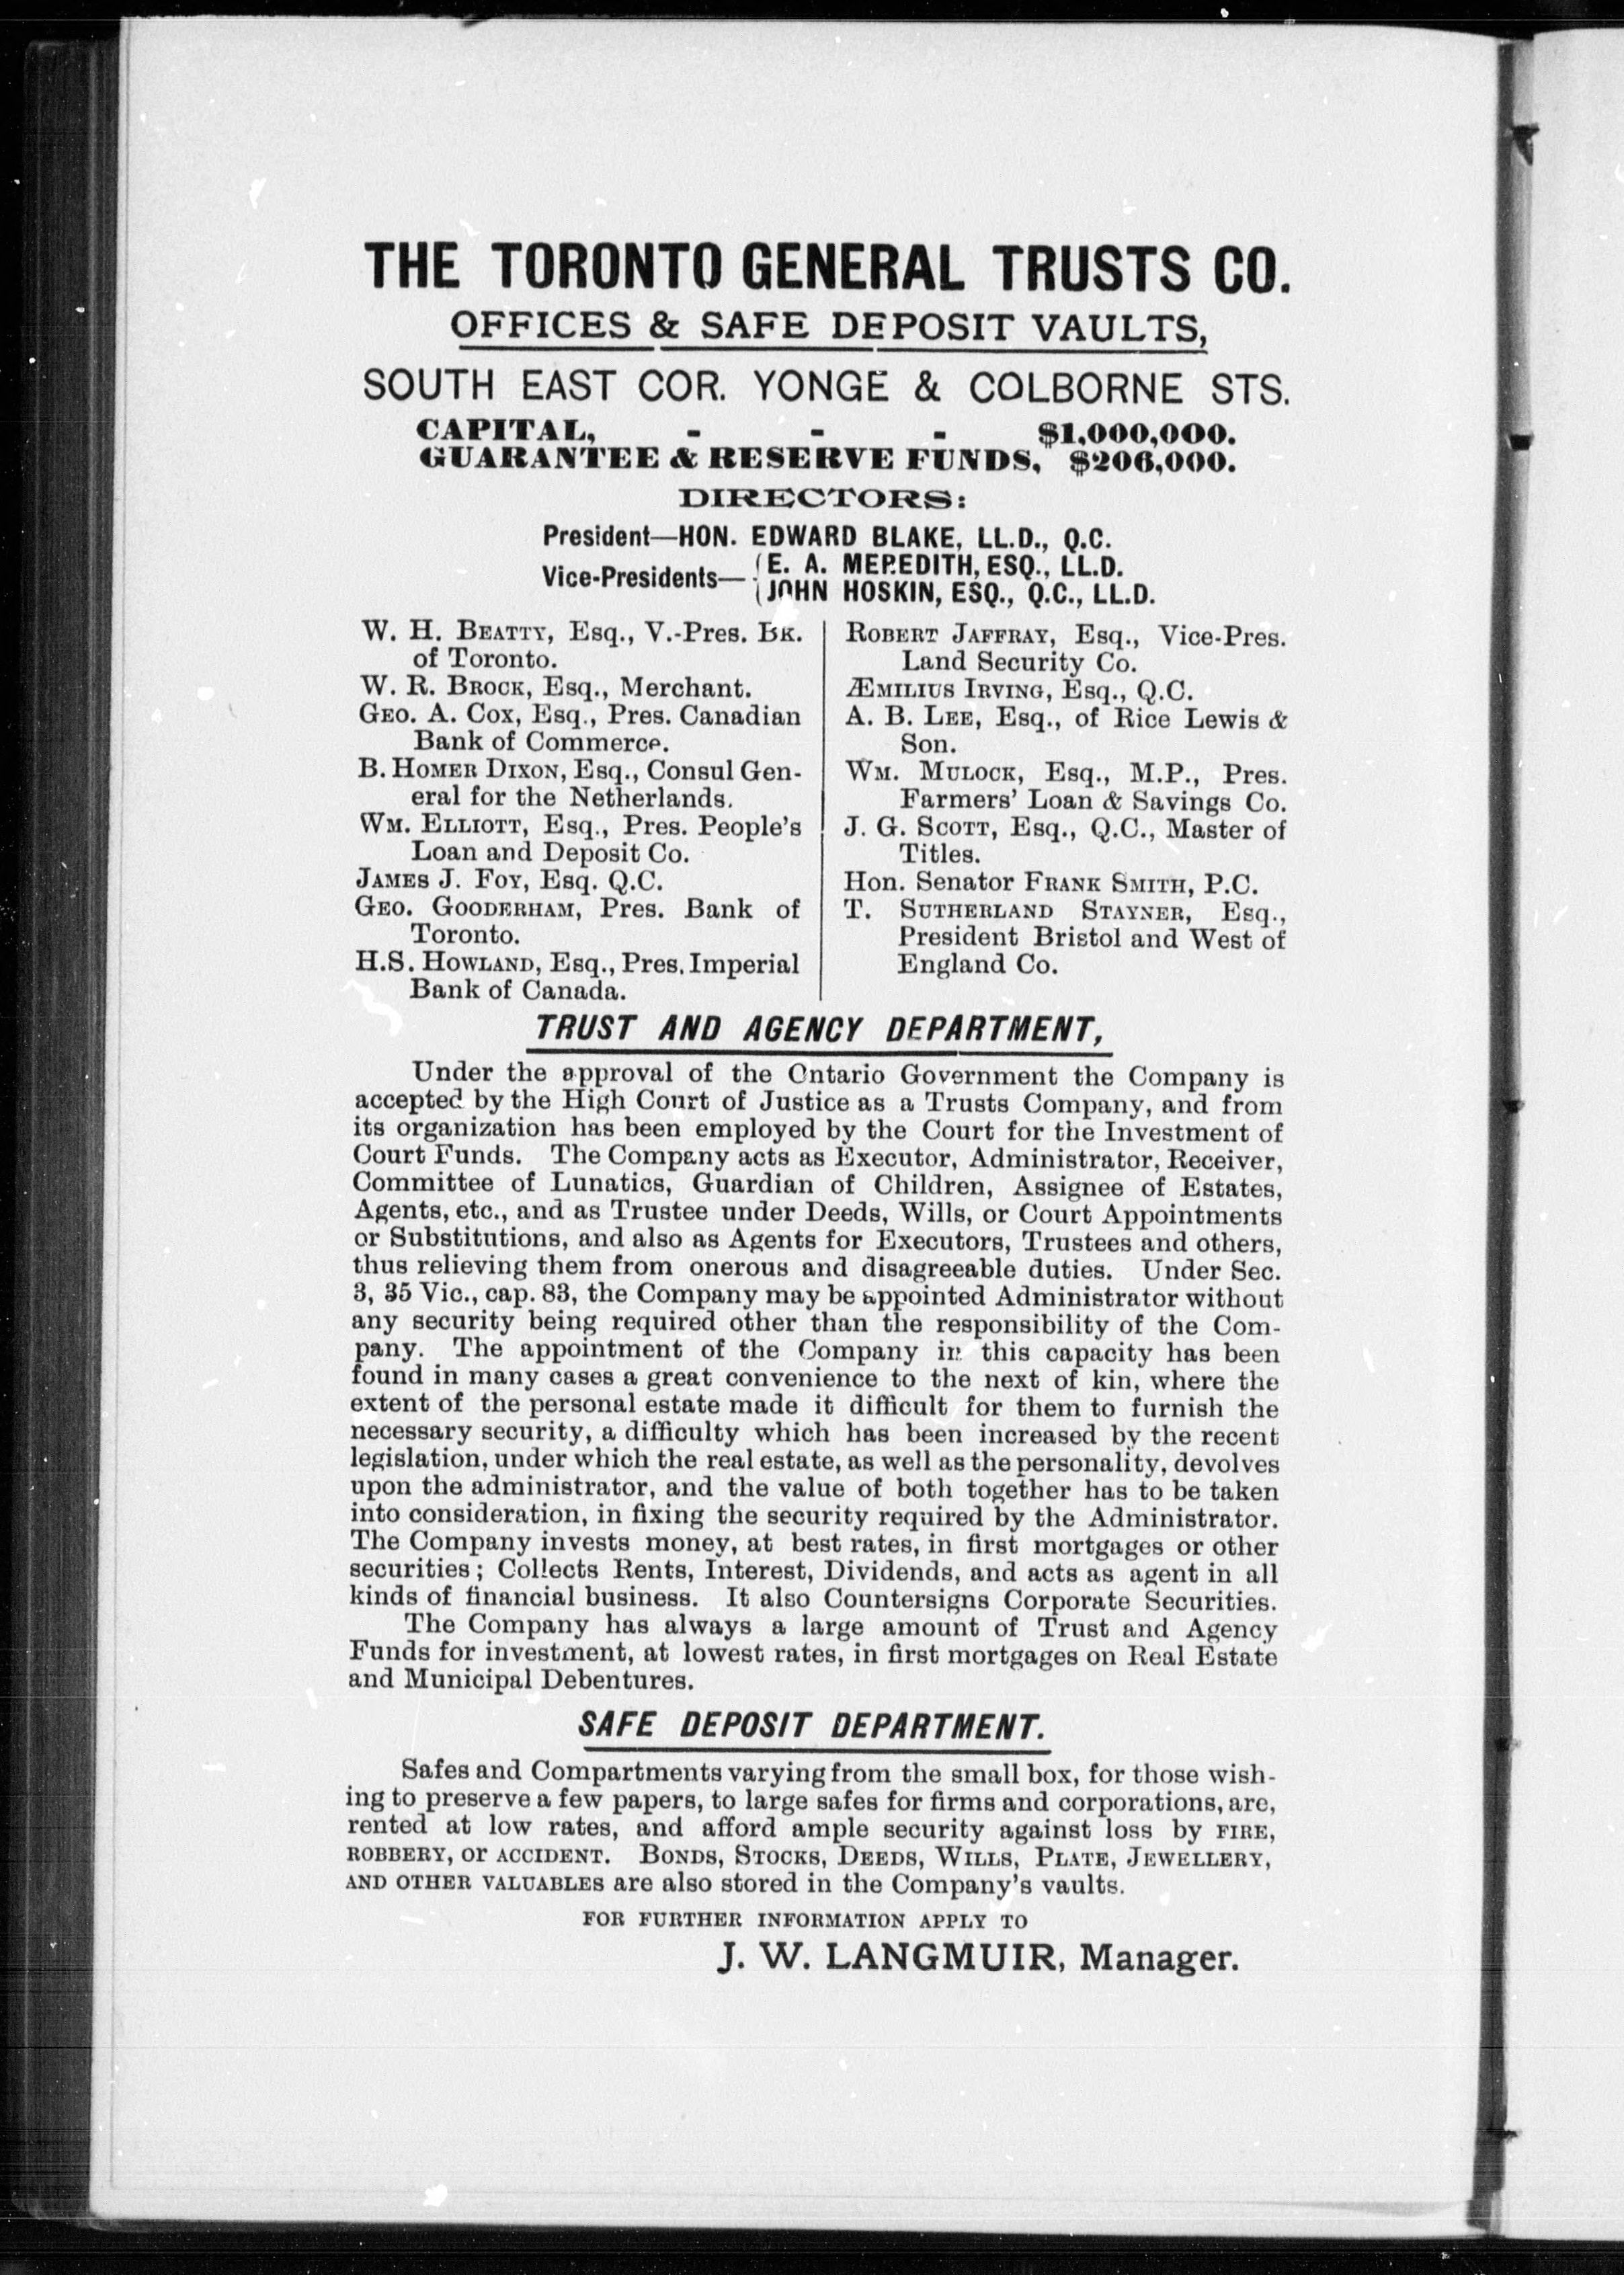 THE TORONTO GENERAL TRUSTS CO.
OFFICES & SAFE DEPOSIT VAULTS,
SOUTH EAST COR. YONGE & COLBORNE STS.
CAPITAL, - - - $1,000,000.
GUARANTEE & RESERVE FUNDS, $206,000.
DIRECTORS:
President—HON. EDWARD BLAKE, LL.D., Q.C.
Vice-Presidents— { E. A. MEREDITH, ESQ., LL.D.
JOHN HOSKIN, ESQ., Q.C., LL.D.
W. H. BEATTY, Esq., V.-Pres. BK.
of Toronto.
W. R. BROCK, Esq., Merchant.
GEO. A. COX, Esq., Pres. Canadian
Bank of Commerce.
B. HOMER DIXON, Esq., Consul Gen-
eral for the Netherlands.
WM. ELLIOTT, Esq., Pres. People's
Loan and Deposit Co.
JAMES J. FOY, Esq. Q.C.
GEO. GOODERHAM, Pres. Bank of
Toronto.
H.S. HOWLAND, Esq., Pres. Imperial
Bank of Canada.
ROBERT JAFFRAY, Esq., Vice-Pres.
Land Security Co.
ÆMILIUS IRVING, Esq., Q.C.
A. B. LEE, Esq., of Rice Lewis &
Son.
WM. MULOCK, Esq., M.P., Pres.
Farmers' Loan & Savings Co.
J. G. SCOTT, Esq., Q.C., Master of
Titles.
Hon. Senator FRANK SMITH, P.C.
T. SUTHERLAND STAYNER, Esq.,
President Bristol and West of
England Co.
TRUST AND AGENCY DEPARTMENT,
Under the approval of the Ontario Government the Company is
accepted by the High Court of Justice as a Trusts Company, and from
its organization has been employed by the Court for the Investment of
Court Funds. The Company acts as Executor, Administrator, Receiver,
Committee of Lunatics, Guardian of Children, Assignee of Estates,
Agents, etc., and as Trustee under Deeds, Wills, or Court Appointments
or Substitutions, and also as Agents for Executors, Trustees and others,
thus relieving them from onerous and disagreeable duties. Under Sec.
3, 35 Vic., cap. 83, the Company may be appointed Administrator without
any security being required other than the responsibility of the Com-
pany. The appointment of the Company in this capacity has been
found in many cases a great convenience to the next of kin, where the
extent of the personal estate made it difficult for them to furnish the
necessary security, a difficulty which has been increased by the recent
legislation, under which the real estate, as well as the personality, devolves
upon the administrator, and the value of both together has to be taken
into consideration, in fixing the security required by the Administrator.
The Company invests money, at best rates, in first mortgages or other
securities; Collects Rents, Interest, Dividends, and acts as agent in all
kinds of financial business. It also Countersigns Corporate Securities.
The Company has always a large amount of Trust and Agency
Funds for investment, at lowest rates, in first mortgages on Real Estate
and Municipal Debentures.
SAFE DEPOSIT DEPARTMENT.
Safes and Compartments varying from the small box, for those wish-
ing to preserve a few papers, to large safes for firms and corporations, are,
rented at low rates, and afford ample security against loss by FIRE,
ROBBERY, or ACCIDENT. BONDS, STOCKS, DEEDS, WILLS, PLATE, JEWELLERY,
AND OTHER VALUABLES are also stored in the Company's vaults.
FOR FURTHER INFORMATION APPLY TO
J. W. LANGMUIR, Manager.